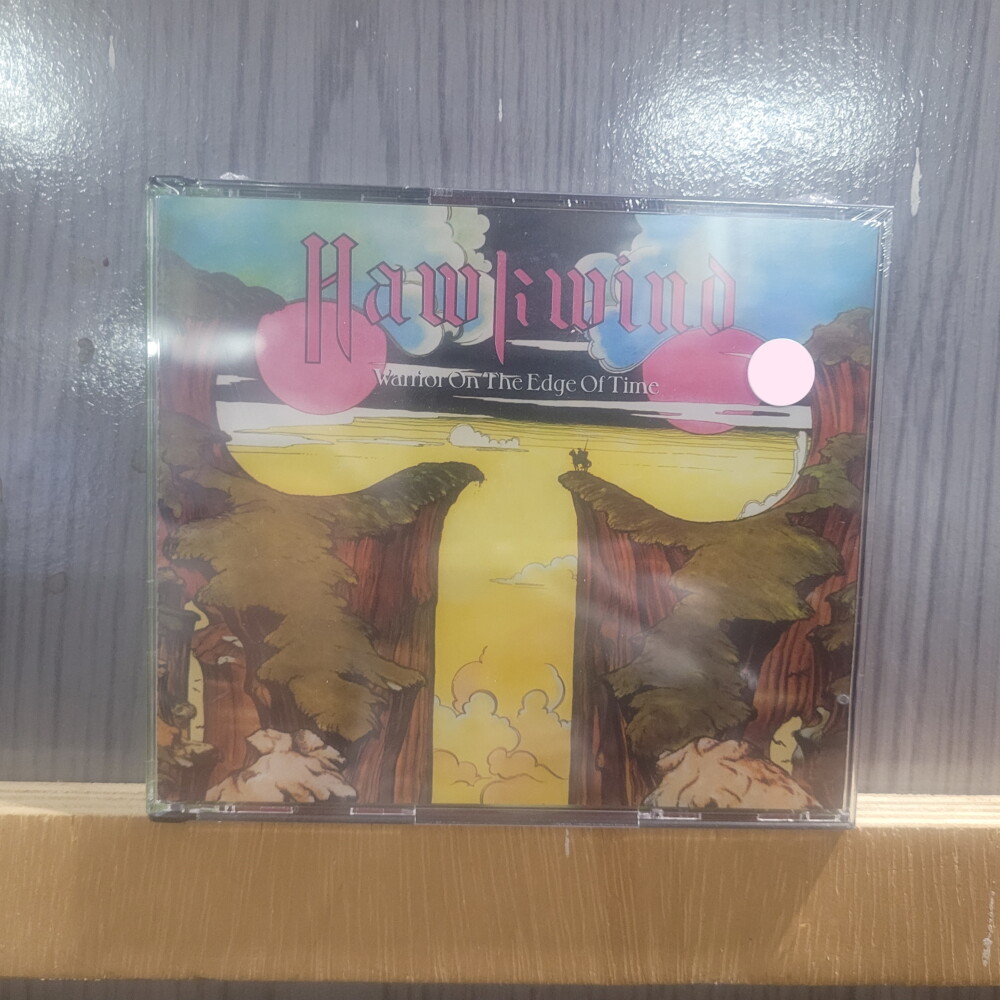 Hawkwind
Warrior On The Edge Of Time